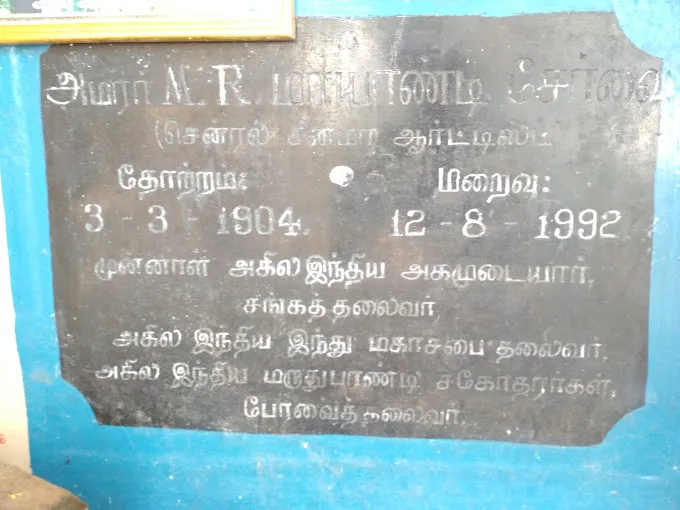 அமரர் M. R. மாயாண்டி சோவை
(சென்ரல் சினிமா ஆர்ட்டிஸ்ட்
தோற்றம்: மறைவு:
3 - 3 - 1904. 12 - 8 - 1992
முன்னாள் அகில இந்திய அகமுடையார்,
சங்கத் தலைவர்,
அகில இந்திய இந்து மகாசபை தலைவர்,
அகில இந்திய மருதுபாண்டி சகோதரர்கள்,
பேரவைத் தலைவர்,